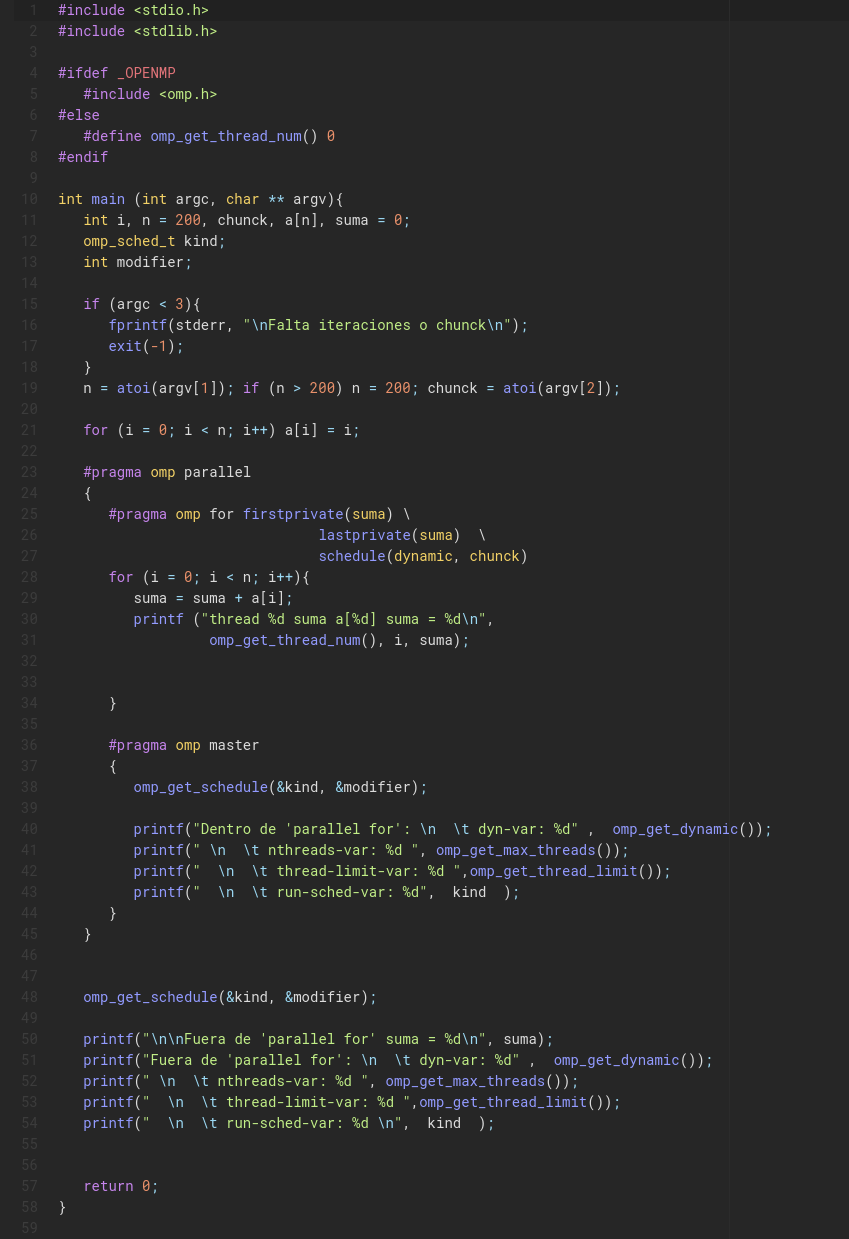 1 #include <stdio.h>
2 #include <stdlib.h>
3
4 #ifdef _OPENMP
5    #include <omp.h>
6 #else
7    #define omp_get_thread_num() 0
8 #endif
9
10 int main (int argc, char ** argv){
11    int i, n = 200, chunck, a[n], suma = 0;
12    omp_sched_t kind;
13    int modifier;
14
15    if (argc < 3){
16       fprintf(stderr, "\nFalta iteraciones o chunck\n");
17       exit(-1);
18    }
19    n = atoi(argv[1]); if (n > 200) n = 200; chunck = atoi(argv[2]);
20
21    for (i = 0; i < n; i++) a[i] = i;
22
23    #pragma omp parallel
24    {
25       #pragma omp for firstprivate(suma) \
26                                lastprivate(suma)  \
27                                schedule(dynamic, chunck)
28       for (i = 0; i < n; i++){
29          suma = suma + a[i];
30          printf ("thread %d suma a[%d] suma = %d\n",
31                   omp_get_thread_num(), i, suma);
32
33
34       }
35
36       #pragma omp master
37       {
38          omp_get_schedule(&kind, &modifier);
39
40          printf("Dentro de 'parallel for': \n  \t dyn-var: %d" ,  omp_get_dynamic());
41          printf(" \n  \t nthreads-var: %d ", omp_get_max_threads());
42          printf("  \n  \t thread-limit-var: %d ",omp_get_thread_limit());
43          printf("  \n  \t run-sched-var: %d",  kind  );
44       }
45    }
46
47
48    omp_get_schedule(&kind, &modifier);
49
50    printf("\n\nFuera de 'parallel for' suma = %d\n", suma);
51    printf("Fuera de 'parallel for': \n  \t dyn-var: %d" ,  omp_get_dynamic());
52    printf(" \n  \t nthreads-var: %d ", omp_get_max_threads());
53    printf("  \n  \t thread-limit-var: %d ",omp_get_thread_limit());
54    printf("  \n  \t run-sched-var: %d \n",  kind  );
55
56
57    return 0;
58 }
59